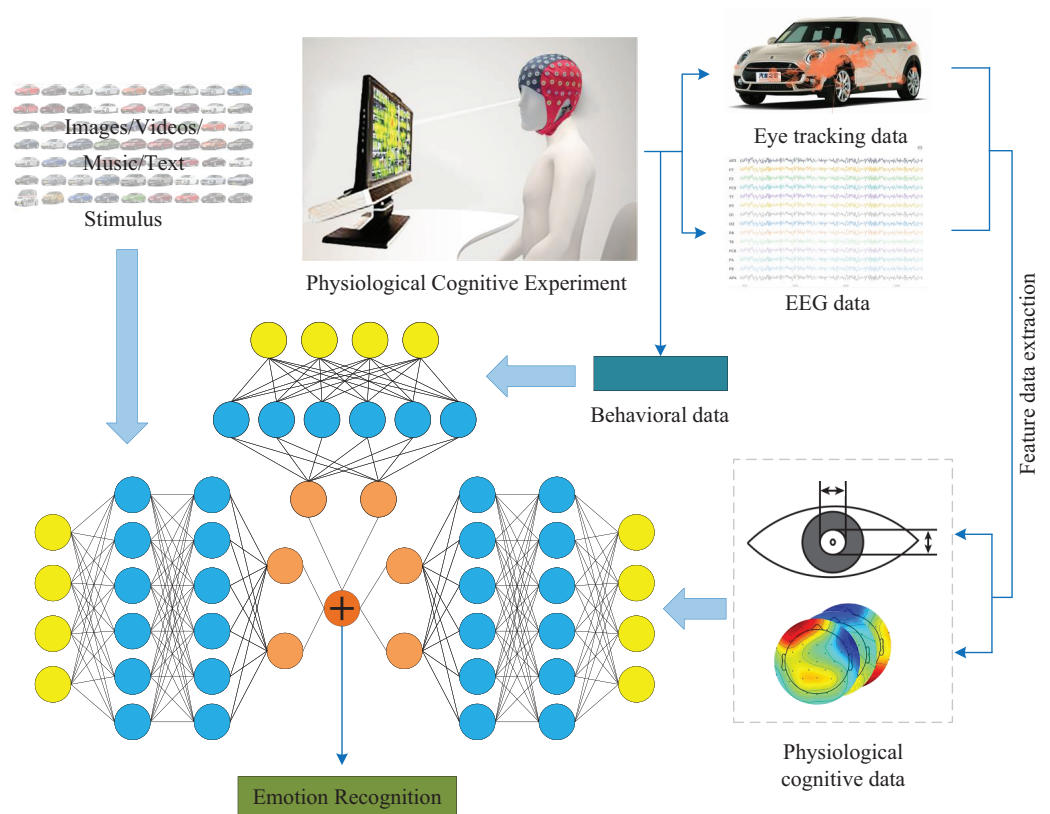 Images/Videos/
Music/Text
Stimulus
Physiological Cognitive Experiment
Eye tracking data
EEG data
Behavioral data
Feature data extraction
Physiological
cognitive data
Emotion Recognition